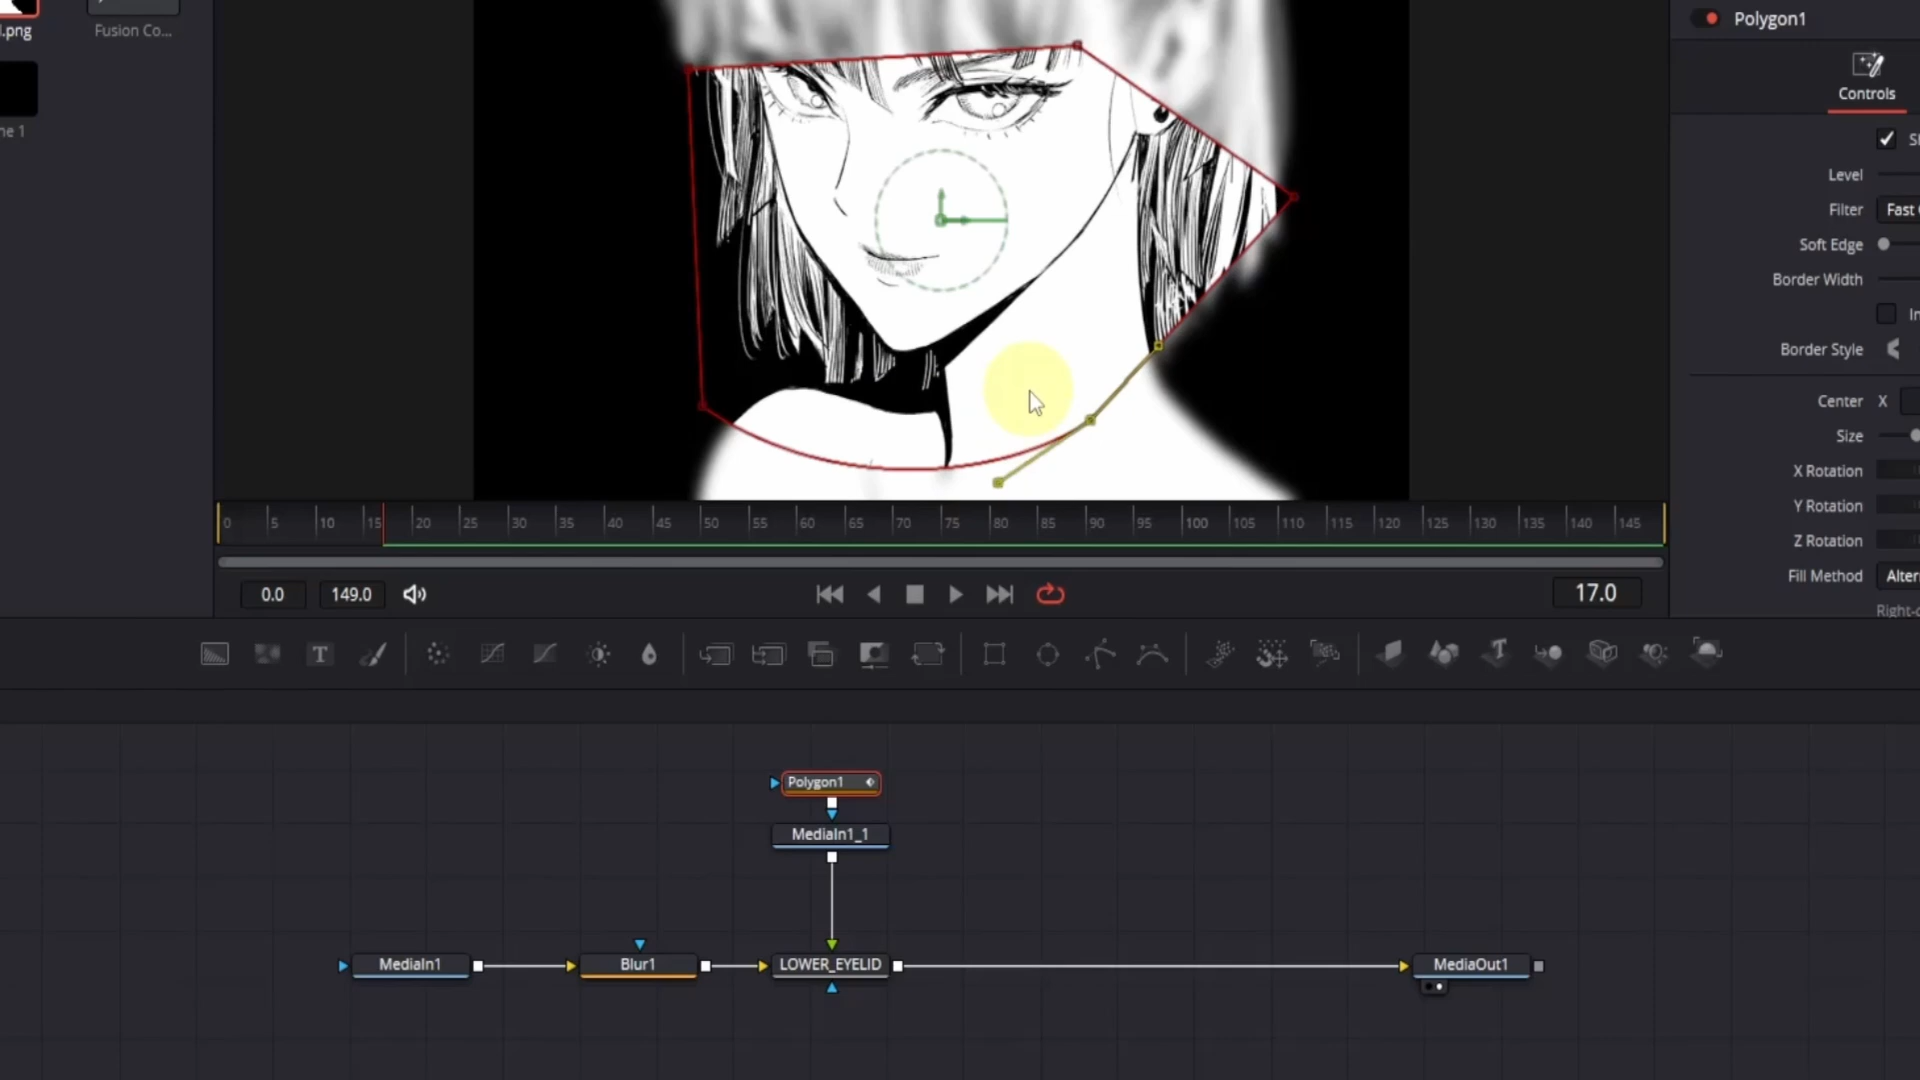 .png
Fusion Co...
ne 1
Polygon1
Controls
Level
Filter Fast
Soft Edge
Border Width
In
Border Style
Center X
Size
X Rotation
Y Rotation
Z Rotation
Fill Method Alter
Right-c
0 5 10 15 20 25 30 35 40 45 50 55 60 65 70 75 80 85 90 95 100 105 110 115 120 125 130 135 140 145
0.0 149.0 17.0
T T
Polygon1
MediaIn1_1
MediaIn1 Blur1 LOWER_EYELID MediaOut1